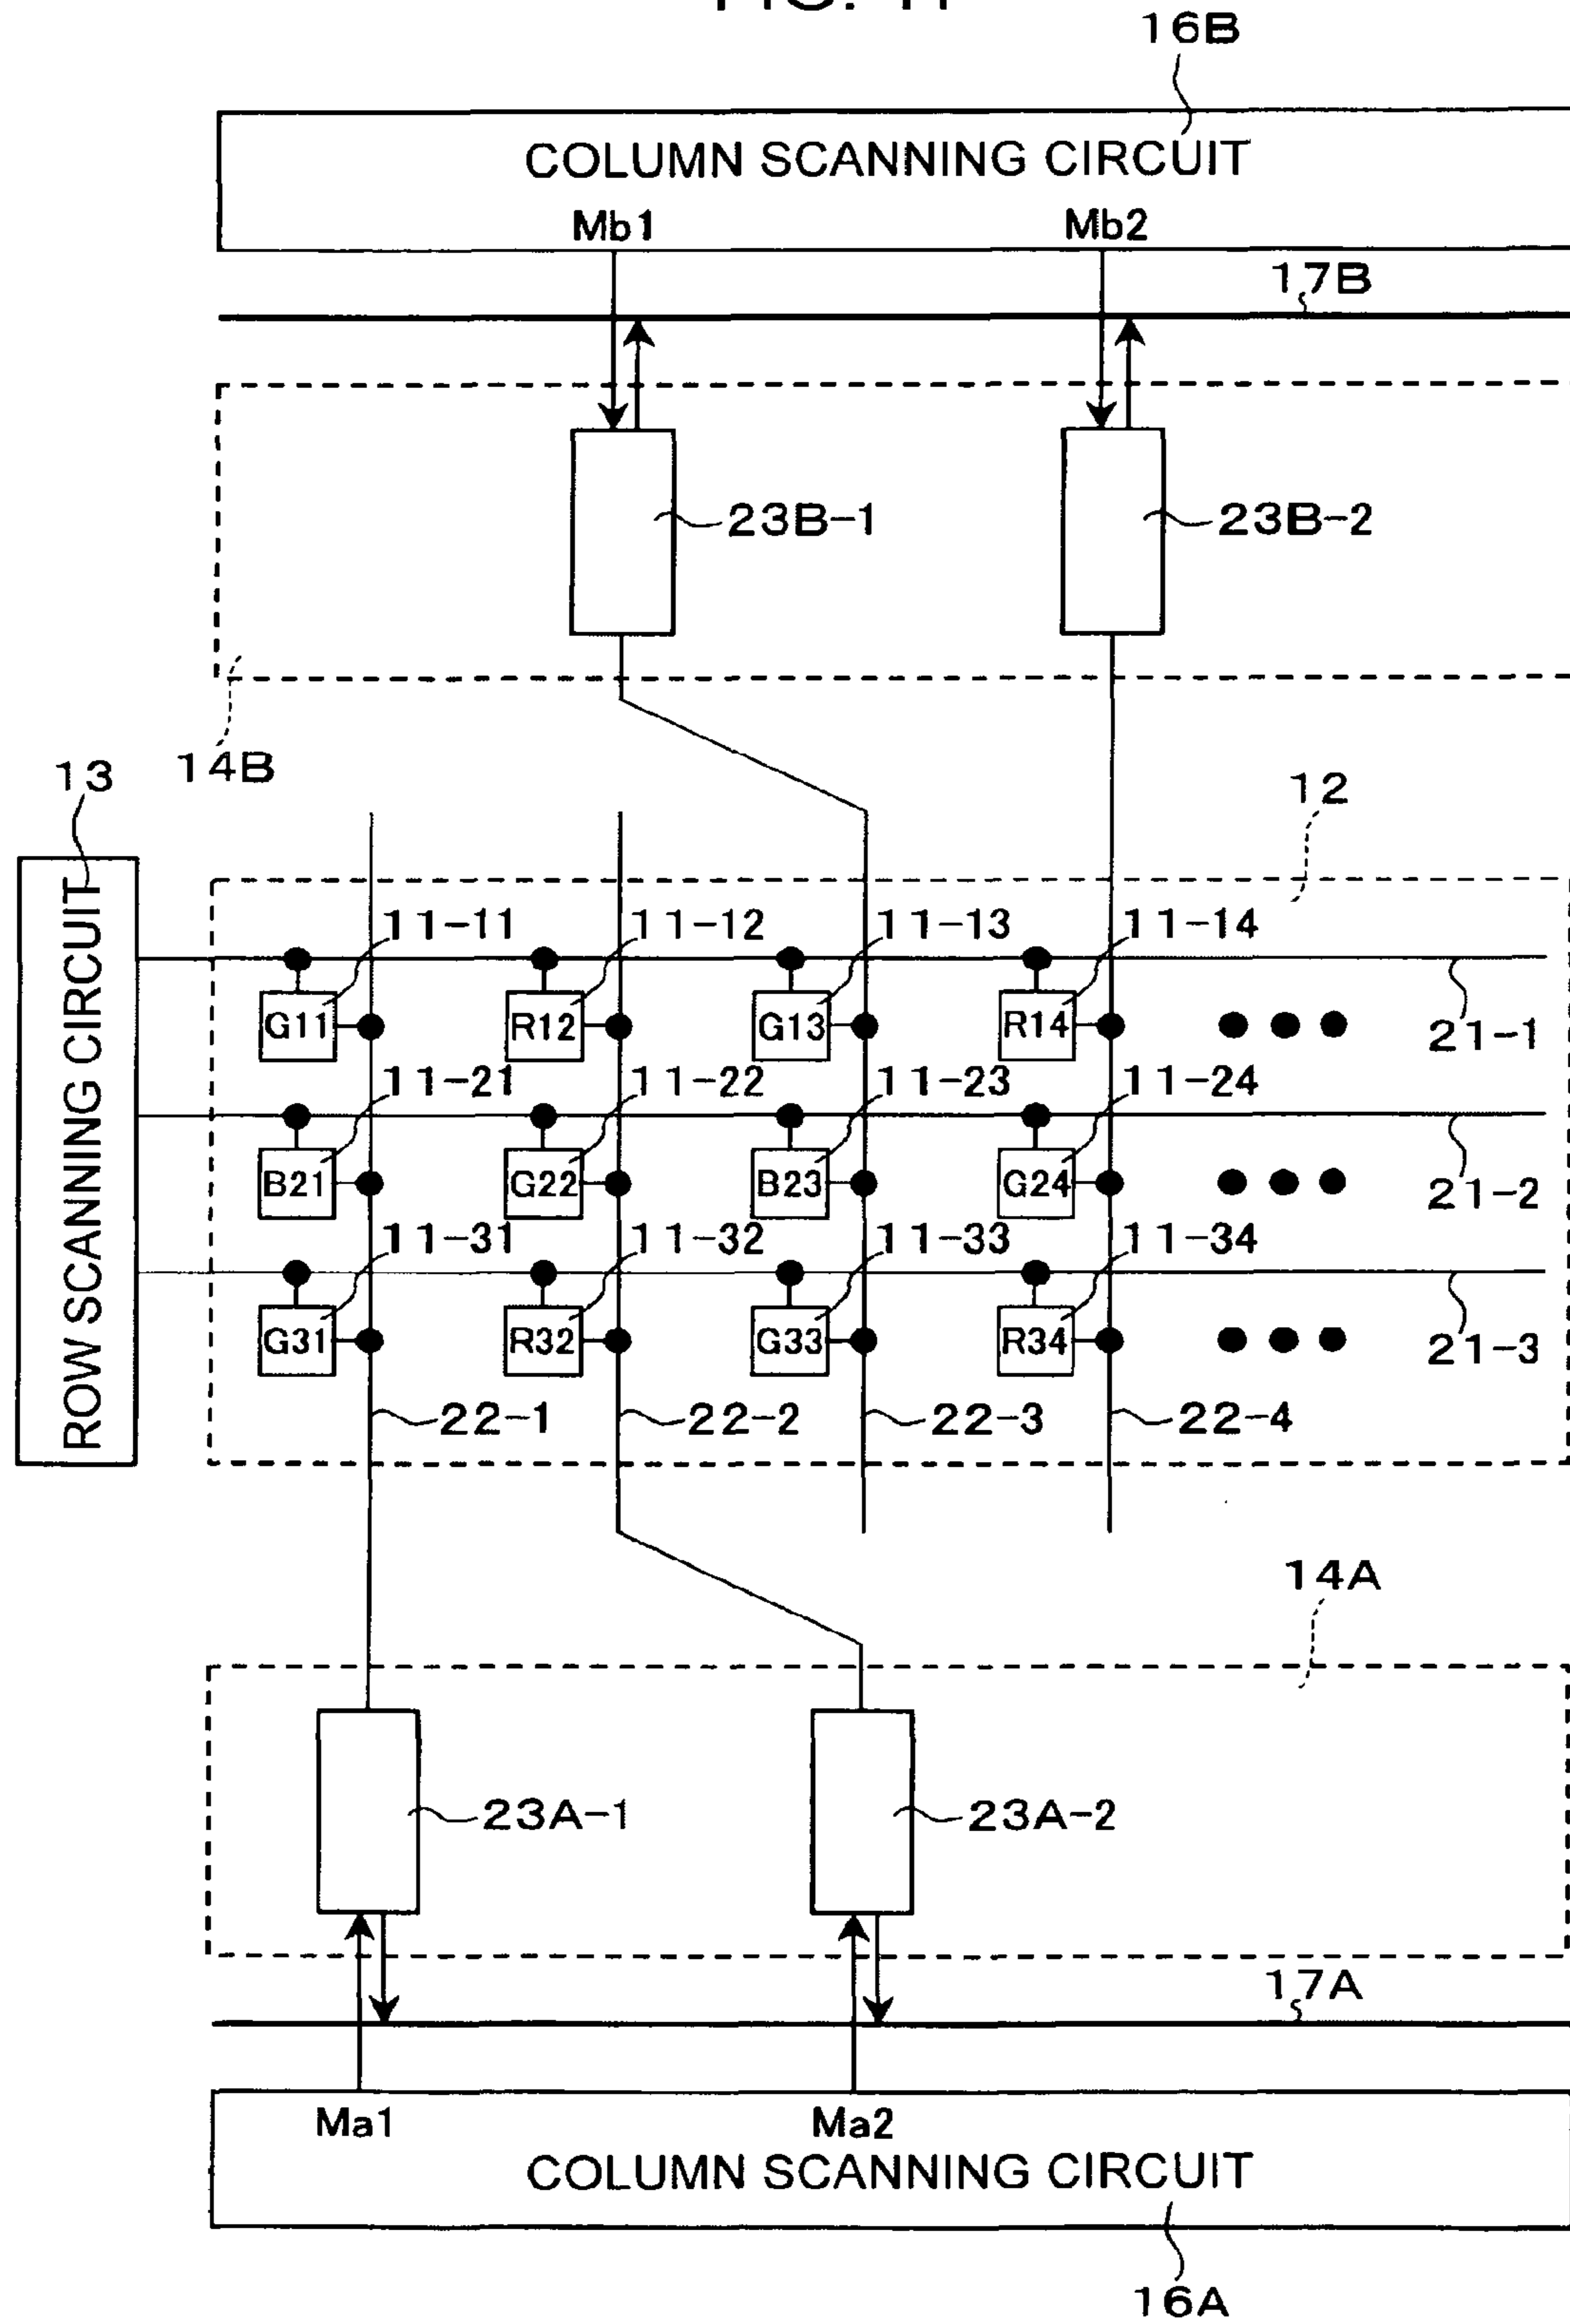 16B
COLUMN SCANNING CIRCUIT
Mb1 Mb2
17B
23B-1 23B-2
14B
13
12
ROW SCANNING CIRCUIT
11-11 11-12 11-13 11-14
G11 R12 G13 R14
21-1
11-21 11-22 11-23 11-24
B21 G22 B23 G24
21-2
11-31 11-32 11-33 11-34
G31 R32 G33 R34
21-3
22-1 22-2 22-3 22-4
14A
23A-1 23A-2
17A
Ma1 Ma2
COLUMN SCANNING CIRCUIT
16A